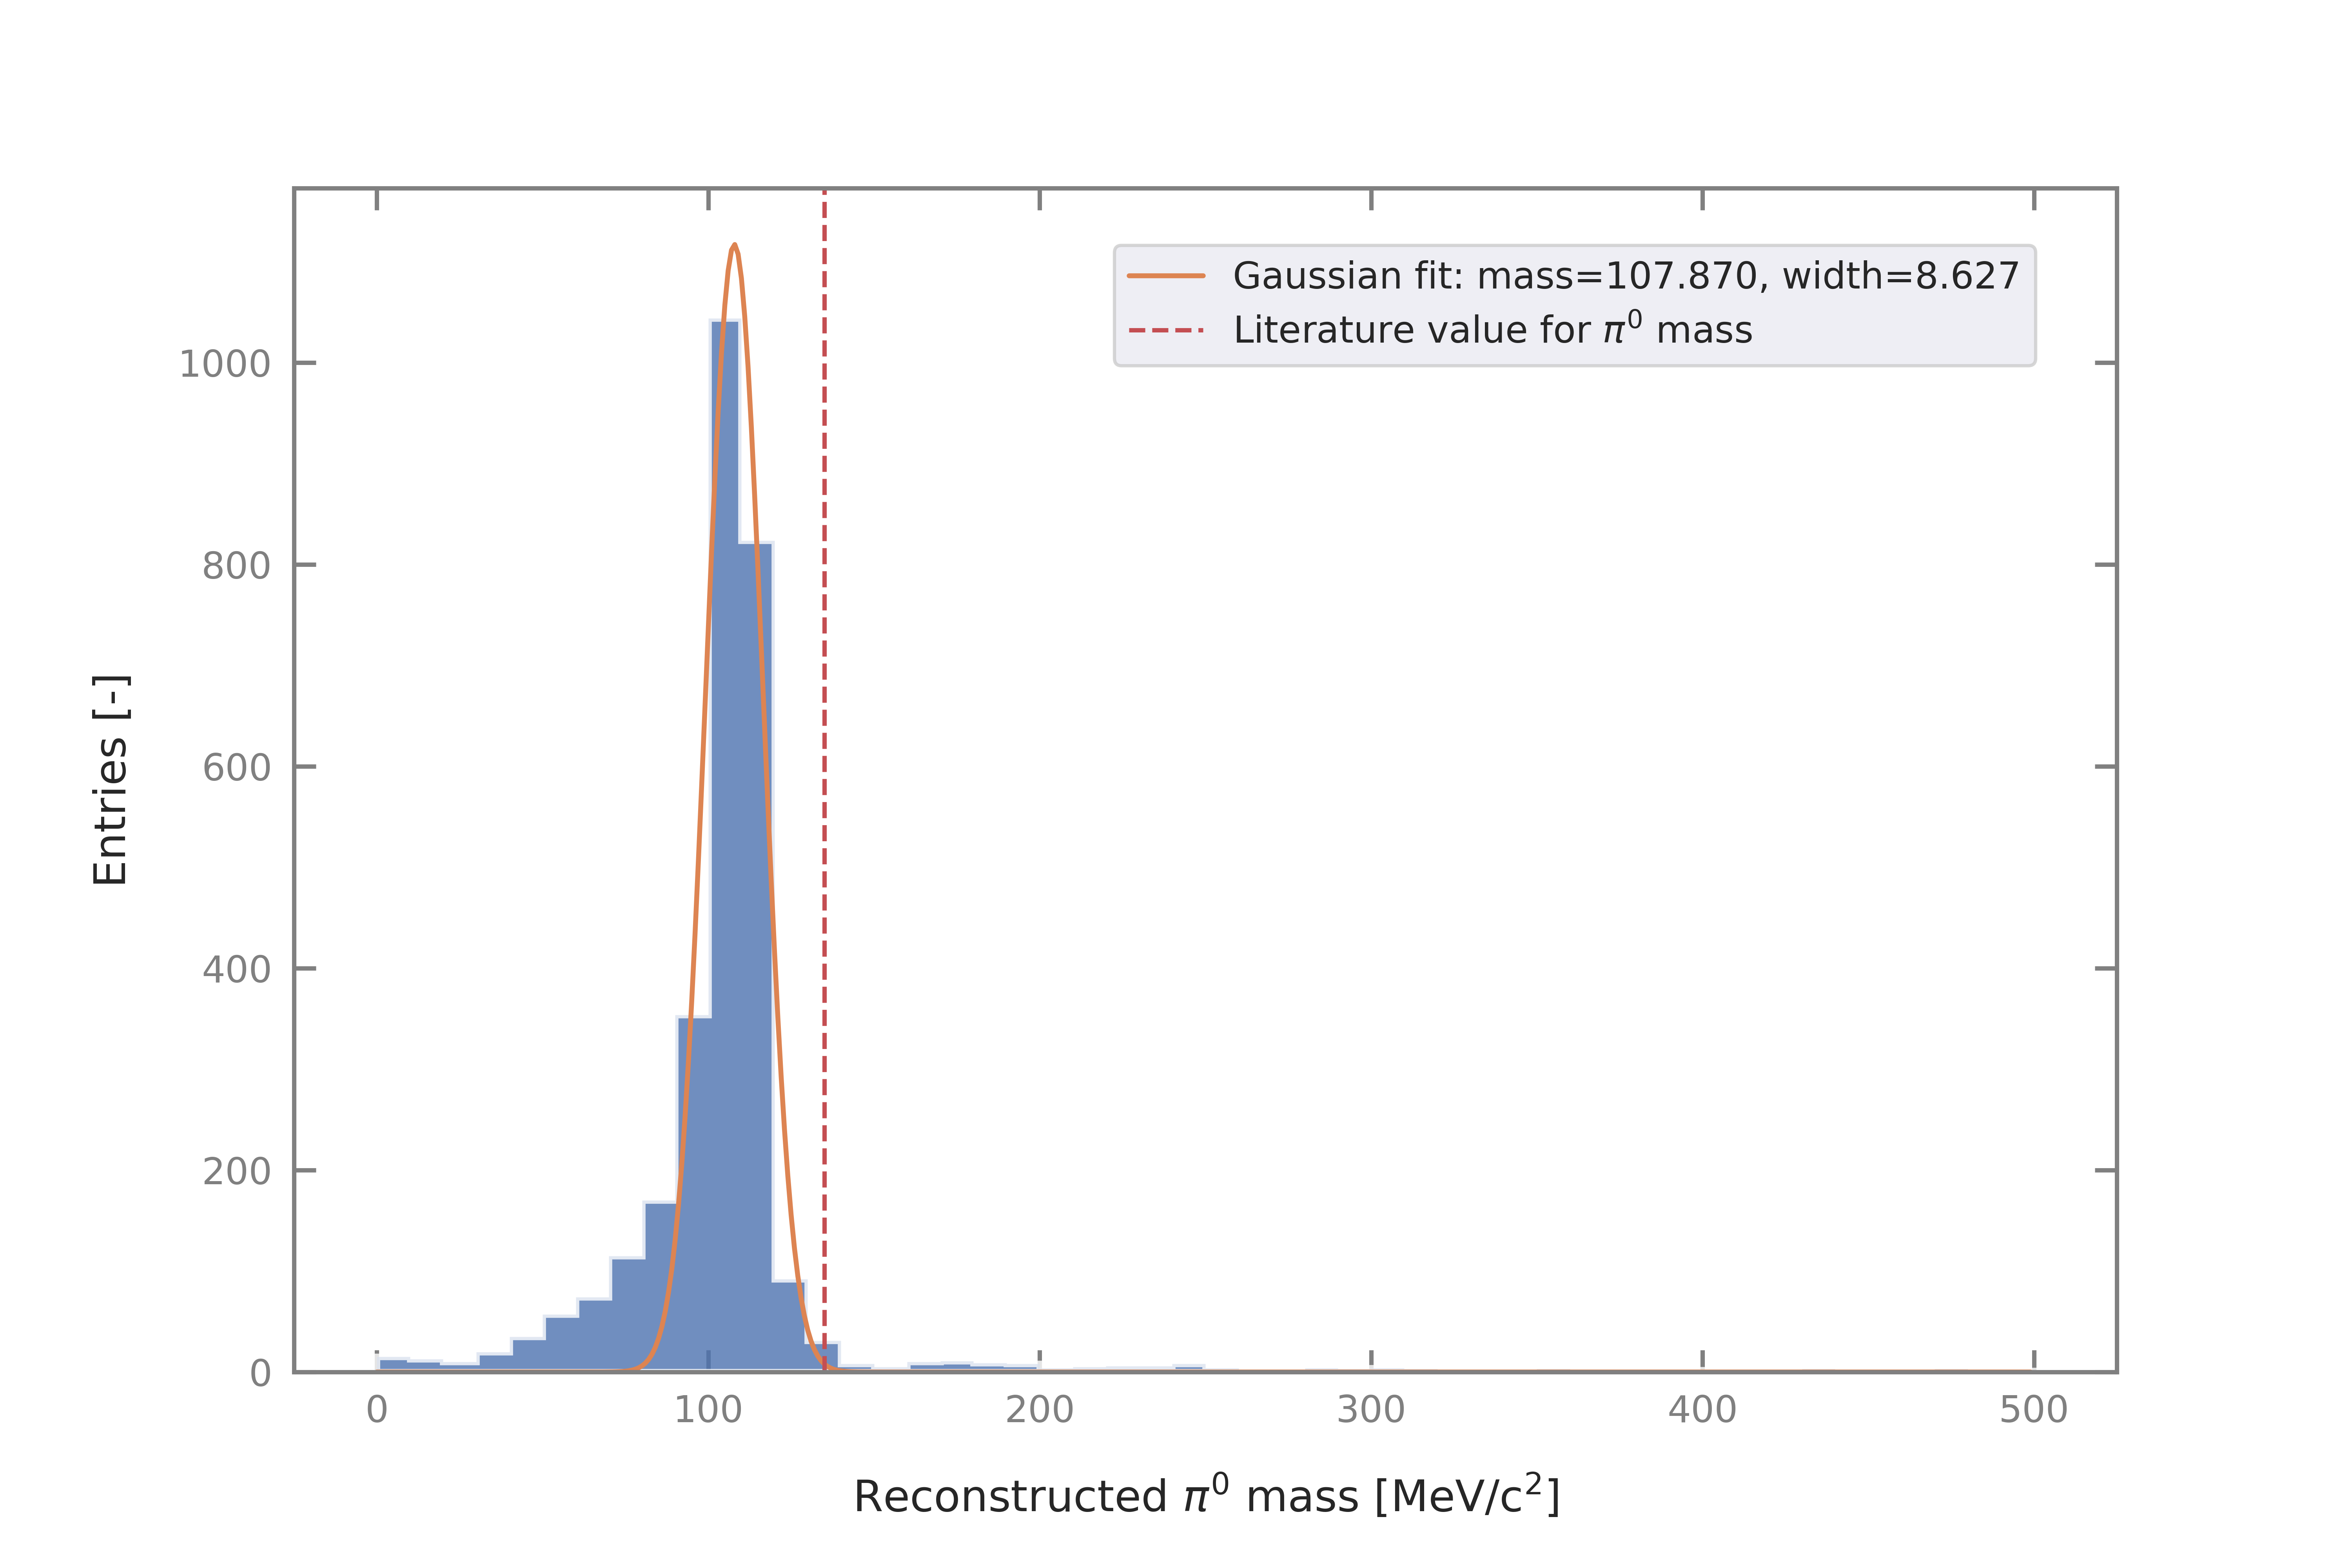 Gaussian fit: mass=107.870, width=8.627
Literature value for π⁰ mass
1000
800
600
400
200
0
Entries [-]
0 100 200 300 400 500
Reconstructed π⁰ mass [MeV/c²]